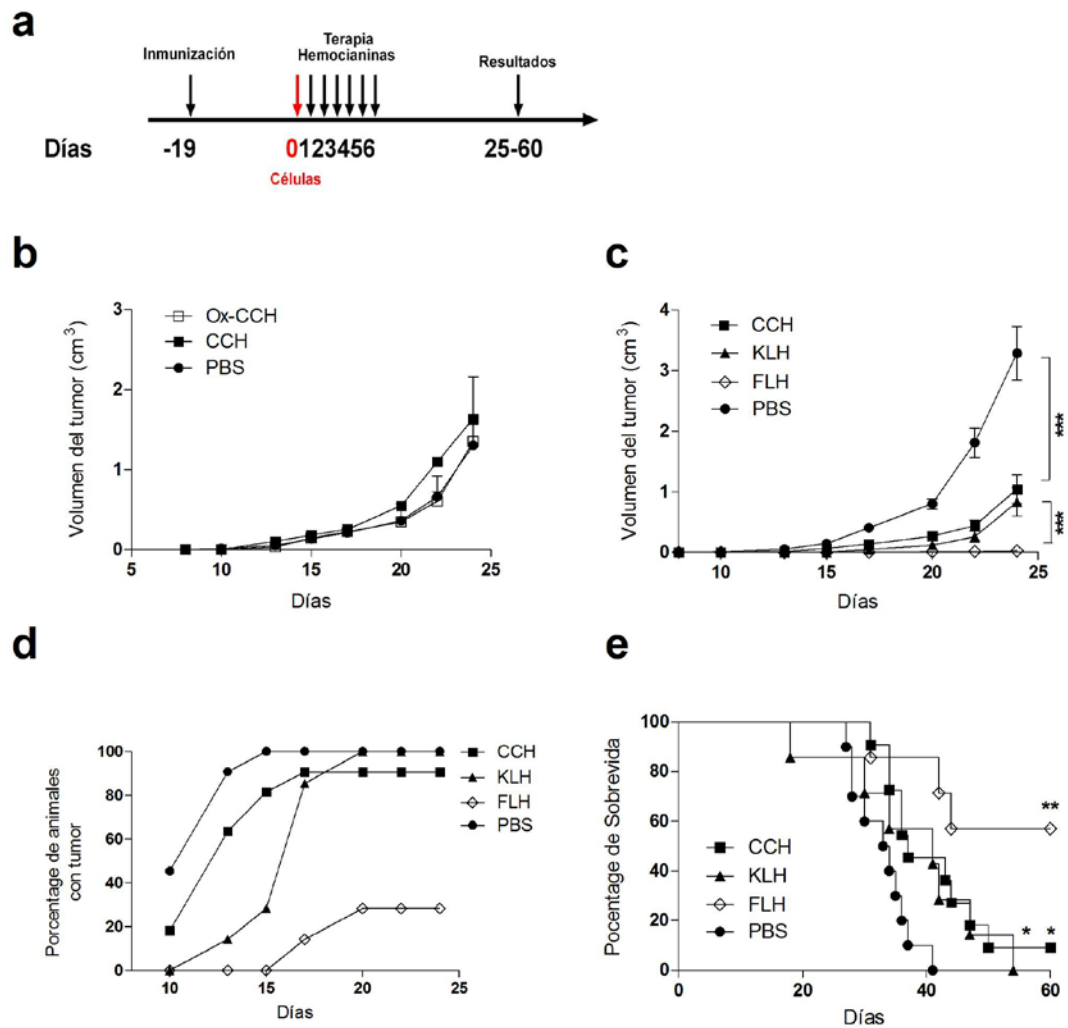 a
Inmunización
Terapia
Hemocianinas
Resultados
Días
-19
0123456
25-60
Células
b
Volumen del tumor (cm3)
3
2
1
0
5
10
15
20
25
Días
Ox-CCH
CCH
PBS
c
Volumen del tumor (cm3)
4
3
2
1
0
10
15
20
25
Días
CCH
KLH
FLH
PBS
***
***
d
Porcentage de animales
con tumor
100
80
60
40
20
0
10
15
20
25
Días
CCH
KLH
FLH
PBS
e
Pocentage de Sobrevida
100
80
60
40
20
0
0
20
40
60
Días
CCH
KLH
FLH
PBS
**
* *